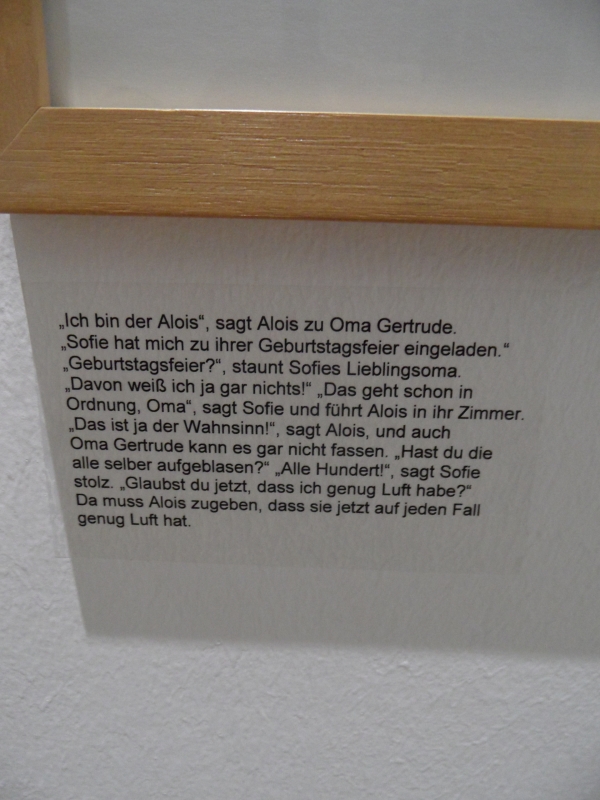 „Ich bin der Alois“, sagt Alois zu Oma Gertrude.
„Sofie hat mich zu ihrer Geburtstagsfeier eingeladen.“
„Geburtstagsfeier?“, staunt Sofies Lieblingsoma.
„Davon weiß ich ja gar nichts!“ „Das geht schon in
Ordnung, Oma“, sagt Sofie und führt Alois in ihr Zimmer.
„Das ist ja der Wahnsinn!“, sagt Alois, und auch
Oma Gertrude kann es gar nicht fassen. „Hast du die
alle selber aufgeblasen?“ „Alle Hundert!“, sagt Sofie
stolz. „Glaubst du jetzt, dass ich genug Luft habe?“
Da muss Alois zugeben, dass sie jetzt auf jeden Fall
genug Luft hat.